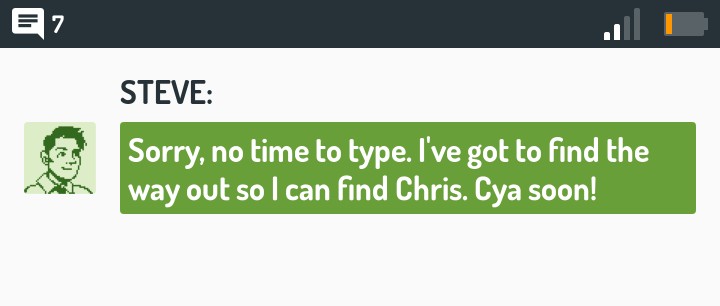 7
STEVE:
Sorry, no time to type. I've got to find the
way out so I can find Chris. Cya soon!